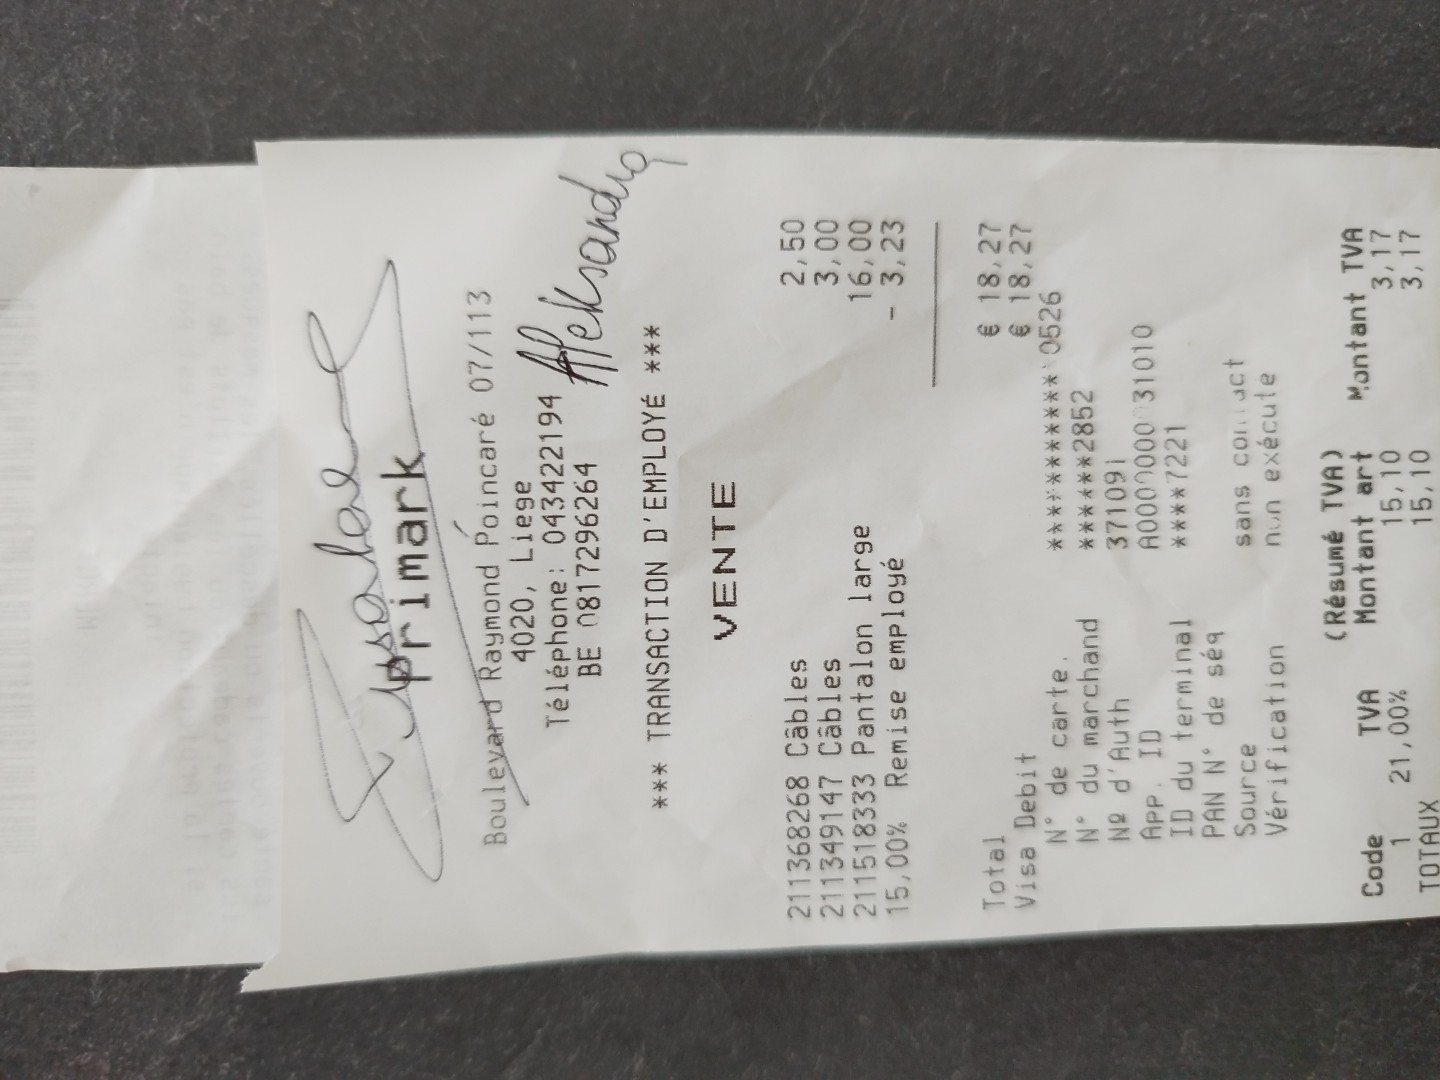 Primark
Boulevard Raymond Poincaré 07/113
4020, Liege
Téléphone: 043422194
BE 0817296264
Aleksandra
*** TRANSACTION D'EMPLOYÉ ***
VENTE
211368268 Câbles 2,50
211349147 Câbles 3,00
211518333 Pantalon large 16,00
15,00% Remise employé - 3,23
Total € 18,27
Visa Debit € 18,27
N° de carte. ************0526
N° du marchand ******2852
Nº d'Auth 371091
App. ID A0000000031010
ID du terminal ****7221
PAN N° de séq
Source sans contact
Vérification non exécute
(Résumé TVA)
Code TVA Montant art Montant TVA
1 21,00% 15,10 3,17
TOTAUX 15,10 3,17